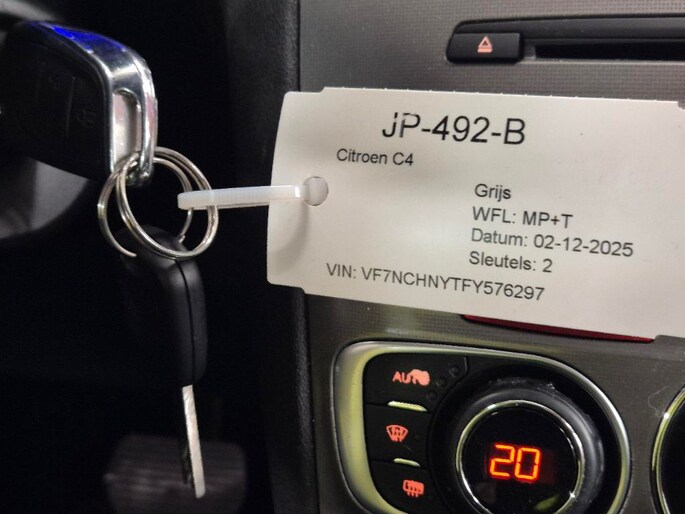 JP-492-B
Citroen C4
Grijs
WFL: MP+T
Datum: 02-12-2025
Sleutels: 2
VIN: VF7NCHNYTFY576297
AUTO
20